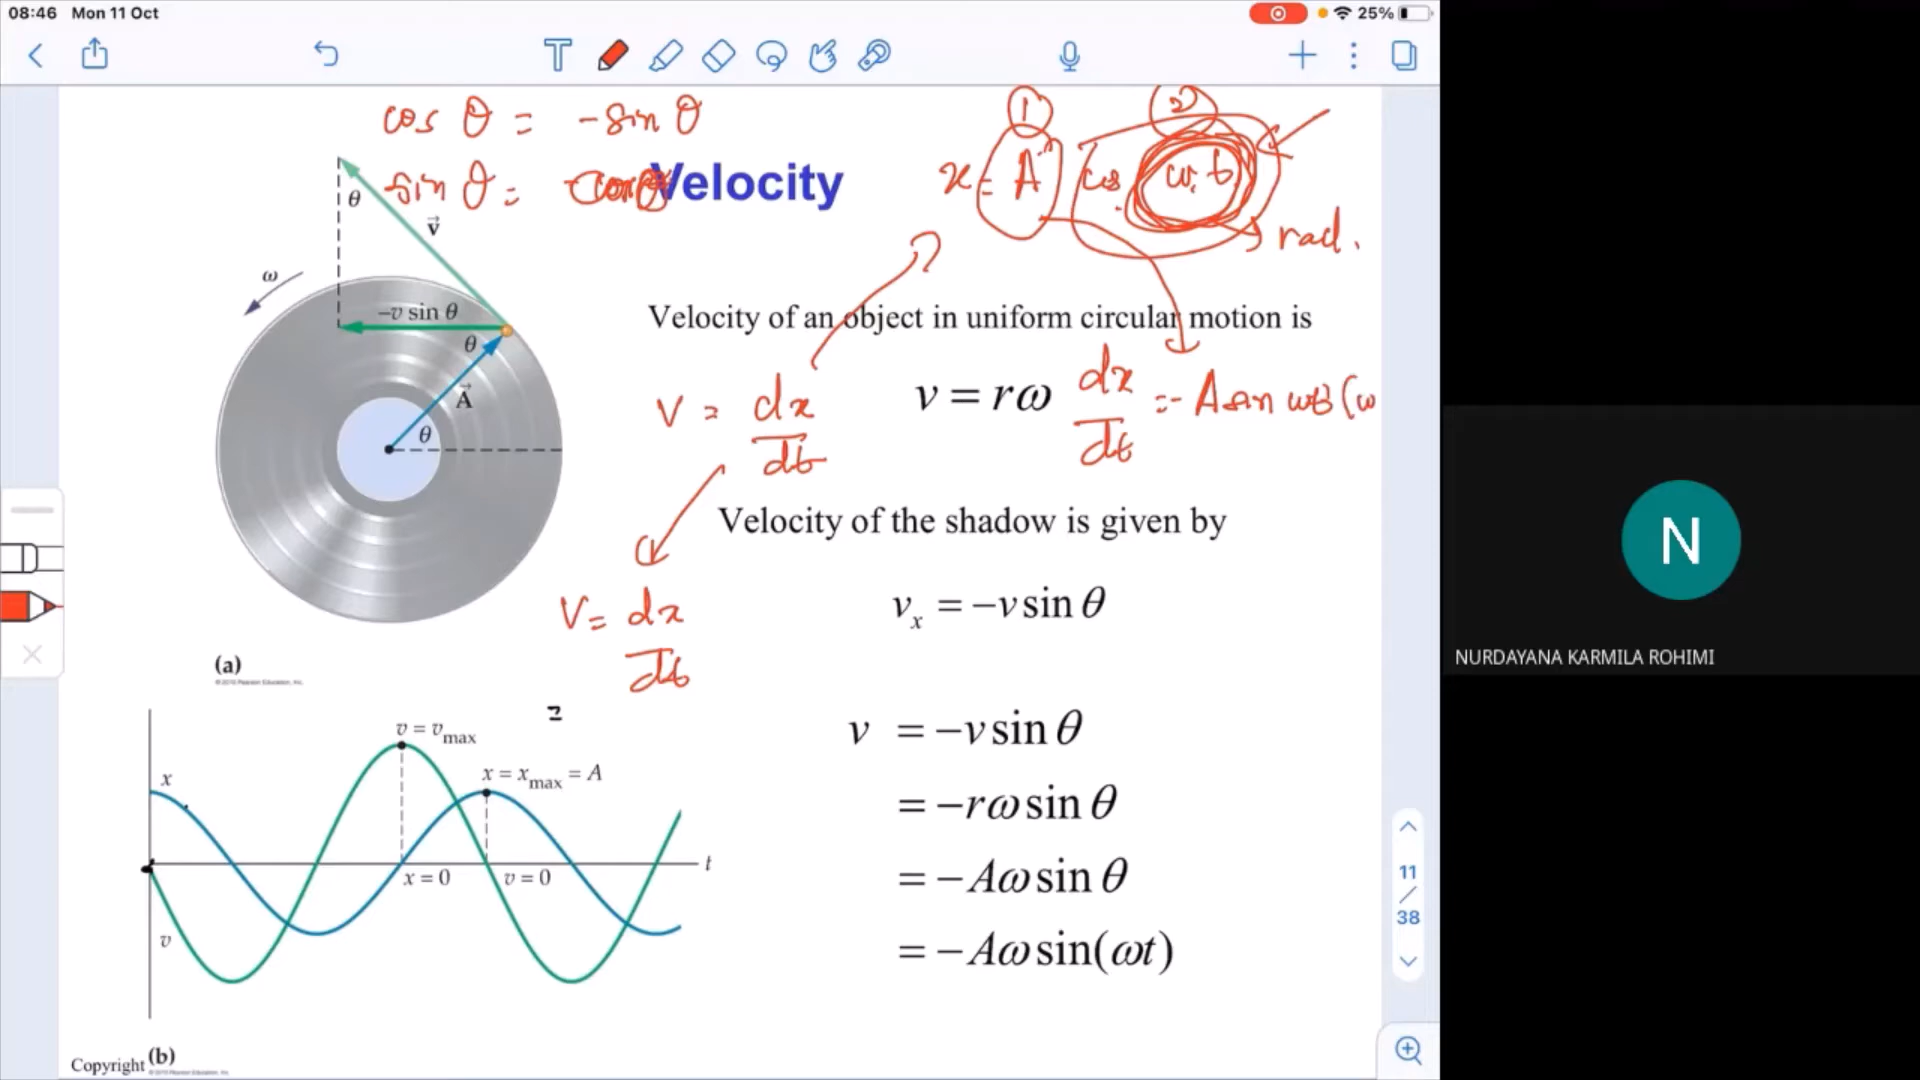 08:46 Mon 11 Oct
25%
cos θ = -sin θ
sin θ = -cos θ
Velocity
1
2
x = A cos ω t
rad.
θ
v
ω
-v sin θ
θ
A
θ
Velocity of an object in uniform circular motion is
v = dx/dt
v = rω
dx/dt = - A sin ωt (ω
Velocity of the shadow is given by
v = dx/dt
vₓ = -v sin θ
(a)
v = -v sin θ
= -rω sin θ
= -Aω sin θ
= -Aω sin(ωt)
v = vmax
x = xmax = A
x
x = 0
v = 0
t
v
11
/
38
N
NURDAYANA KARMILA ROHIMI
Copyright (b)